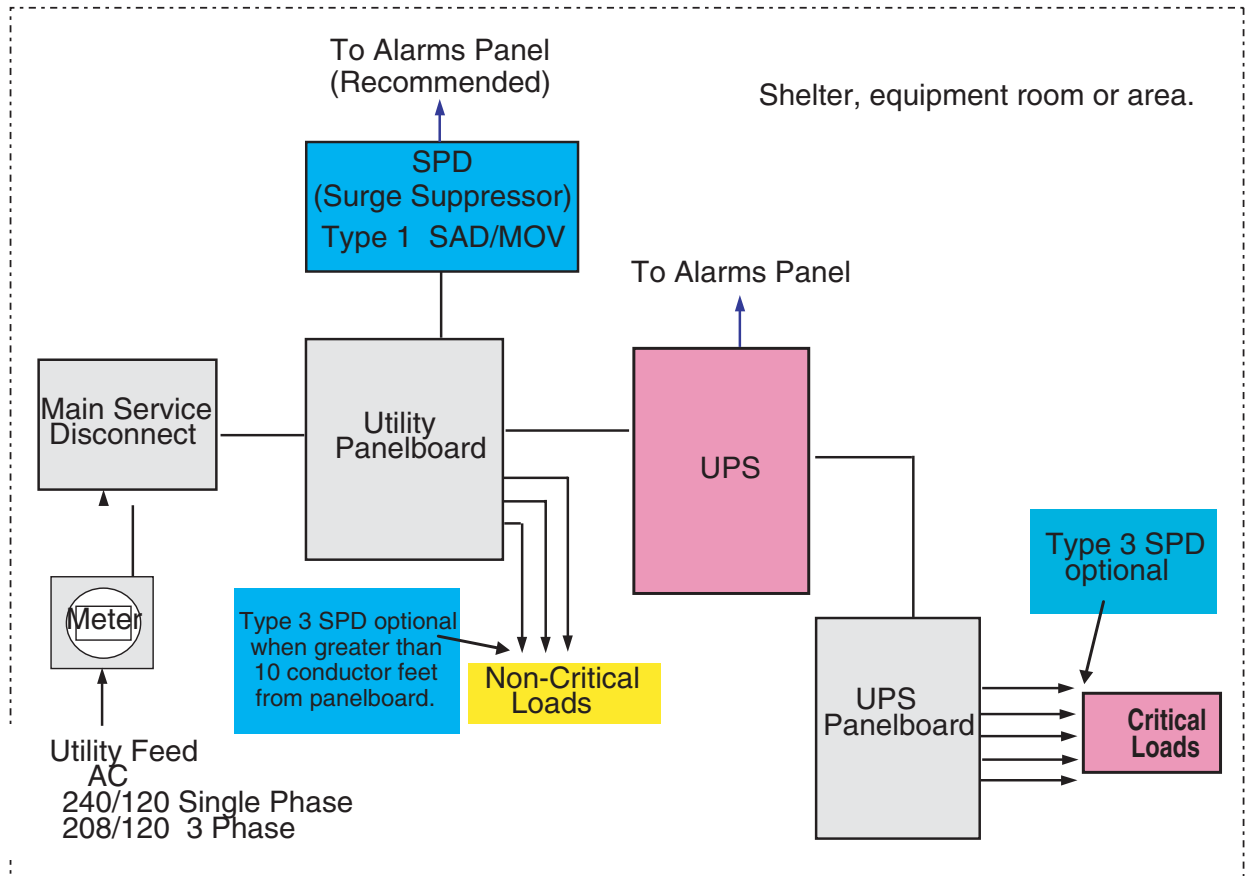 To Alarms Panel
(Recommended)
Shelter, equipment room or area.
SPD
(Surge Suppressor)
Type 1 SAD/MOV
To Alarms Panel
Main Service
Disconnect
Utility
Panelboard
UPS
Type 3 SPD
optional
Meter
Type 3 SPD optional
when greater than
10 conductor feet
from panelboard.
Non-Critical
Loads
UPS
Panelboard
Critical
Loads
Utility Feed
AC
240/120 Single Phase
208/120 3 Phase